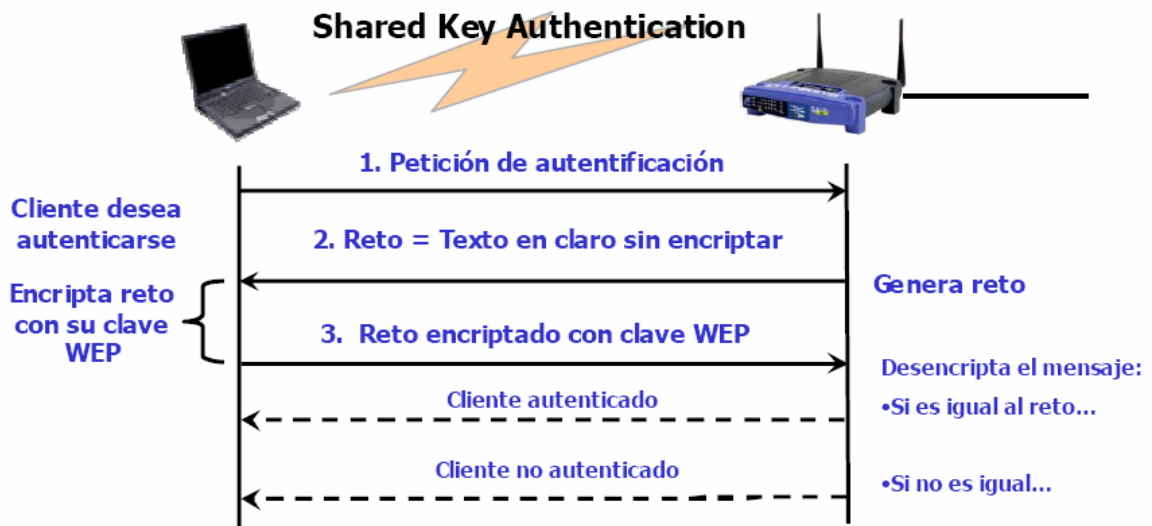 Shared Key Authentication
1. Petición de autentificación
Cliente desea
autenticarse
2. Reto = Texto en claro sin encriptar
Genera reto
Encripta reto
con su clave
WEP
3. Reto encriptado con clave WEP
Desencripta el mensaje:
Cliente autenticado
•Si es igual al reto...
Cliente no autenticado
•Si no es igual...